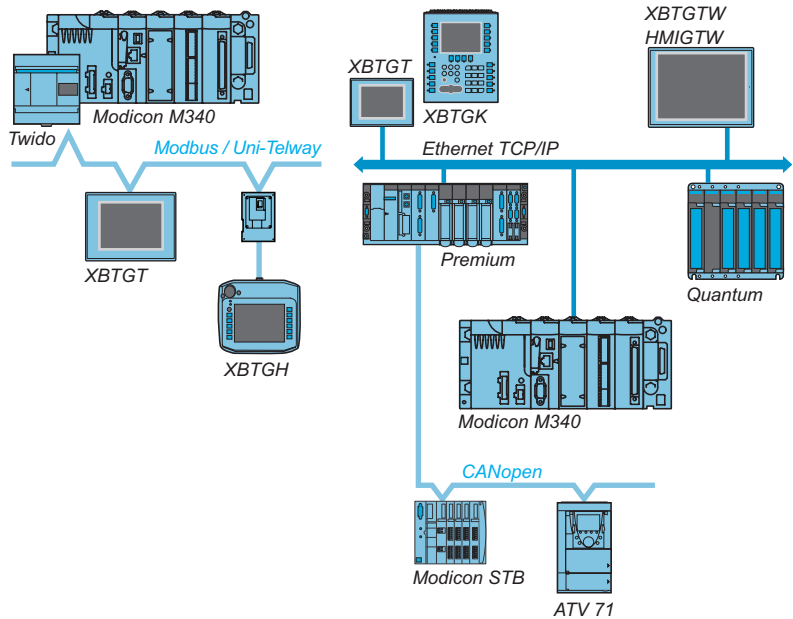 XBTGTW
HMIGTW
XBTGT
XBTGK
Twido
Modicon M340
Modbus / Uni-Telway
Ethernet TCP/IP
XBTGT
XBTGH
Premium
Quantum
Modicon M340
CANopen
Modicon STB
ATV 71